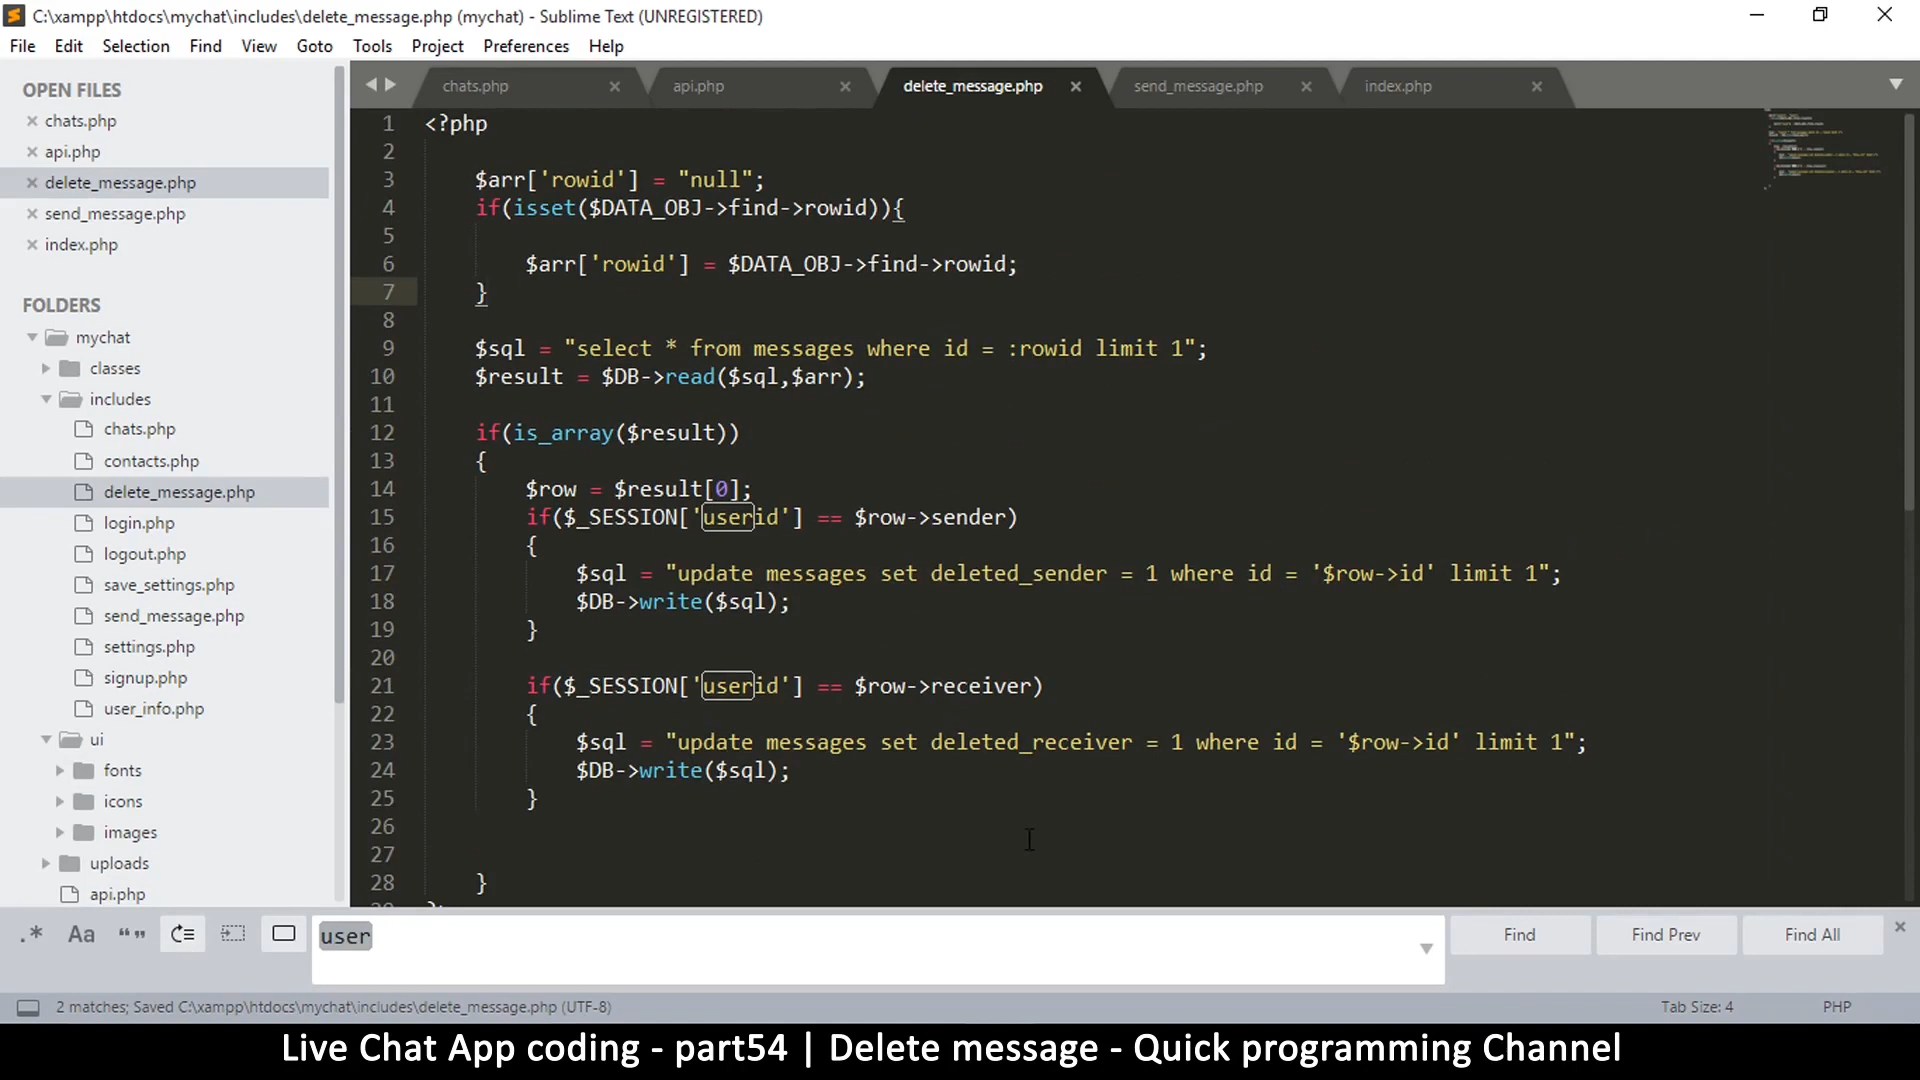 C:\xampp\htdocs\mychat\includes\delete_message.php (mychat) - Sublime Text (UNREGISTERED)
File Edit Selection Find View Goto Tools Project Preferences Help
OPEN FILES
chats.php
api.php
delete_message.php
send_message.php
index.php
FOLDERS
mychat
classes
includes
chats.php
contacts.php
delete_message.php
login.php
logout.php
save_settings.php
send_message.php
settings.php
signup.php
user_info.php
ui
fonts
icons
images
uploads
api.php
chats.php api.php delete_message.php send_message.php index.php
1 <?php
2
3 $arr['rowid'] = "null";
4 if(isset($DATA_OBJ->find->rowid)){
5
6 $arr['rowid'] = $DATA_OBJ->find->rowid;
7 }
8
9 $sql = "select * from messages where id = :rowid limit 1";
10 $result = $DB->read($sql,$arr);
11
12 if(is_array($result))
13 {
14 $row = $result[0];
15 if($_SESSION['userid'] == $row->sender)
16 {
17 $sql = "update messages set deleted_sender = 1 where id = '$row->id' limit 1";
18 $DB->write($sql);
19 }
20
21 if($_SESSION['userid'] == $row->receiver)
22 {
23 $sql = "update messages set deleted_receiver = 1 where id = '$row->id' limit 1";
24 $DB->write($sql);
25 }
26
27
28 }
.* Aa “” user Find Find Prev Find All
2 matches; Saved C:\xampp\htdocs\mychat\includes\delete_message.php (UTF-8) Tab Size: 4 PHP
Live Chat App coding - part54 | Delete message - Quick programming Channel